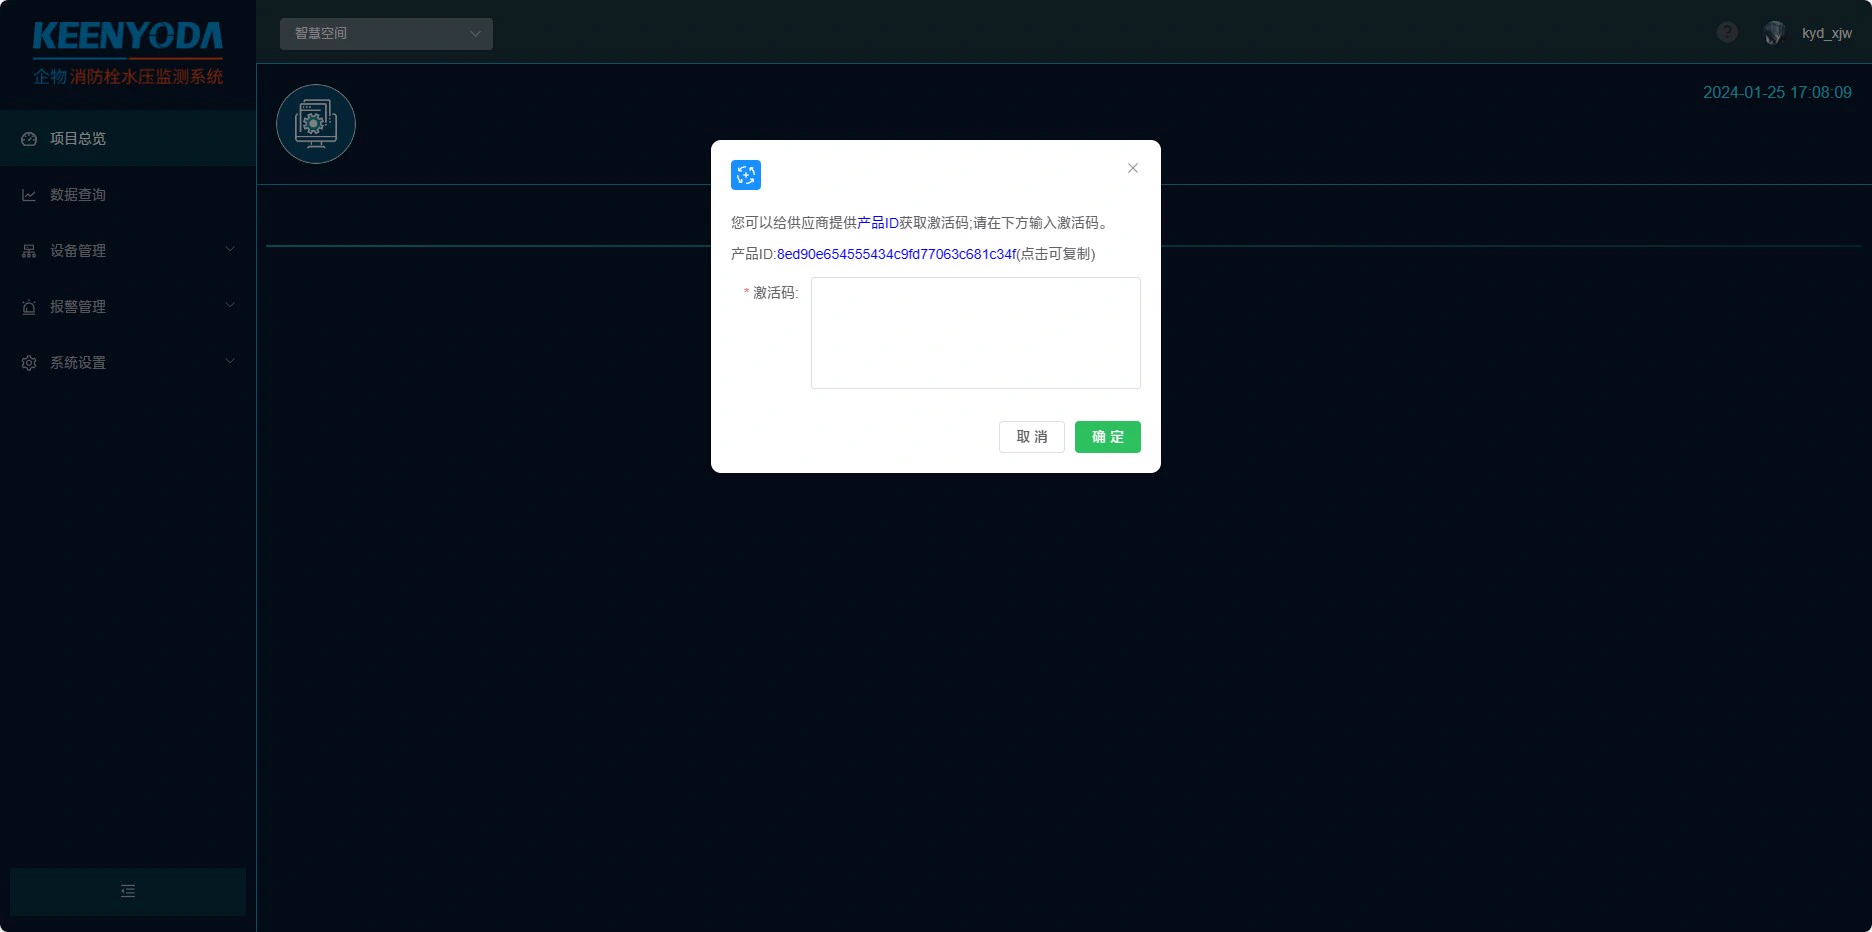 KEENYODA
企物 消防栓水压监测系统
智慧空间
?
kyd_xjw
2024-01-25 17:08:09
项目总览
数据查询
设备管理
报警管理
系统设置
您可以给供应商提供产品ID获取激活码;请在下方输入激活码。
产品ID:8ed90e654555434c9fd77063c681c34f(点击可复制)
* 激活码:
取 消
确 定